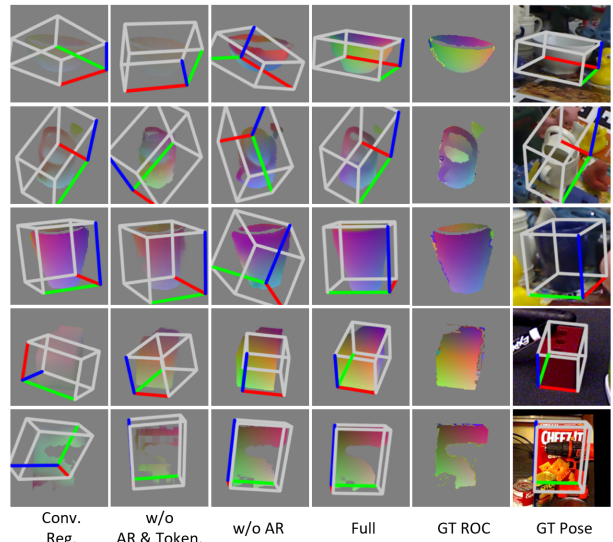 CHEEZ-IT
Conv.
Reg.
w/o
AR & Token.
w/o AR
Full
GT ROC
GT Pose